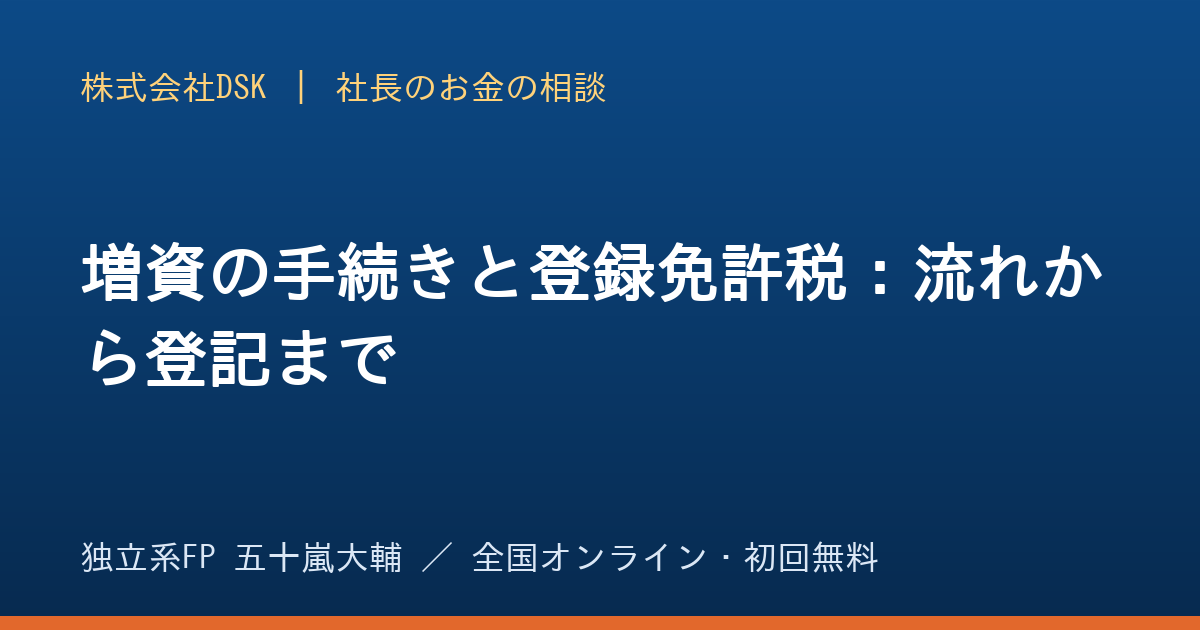 株式会社DSK ｜ 社長のお金の相談
増資の手続きと登録免許税：流れか
ら登記まで
独立系FP 五十嵐大輔 ／ 全国オンライン・初回無料